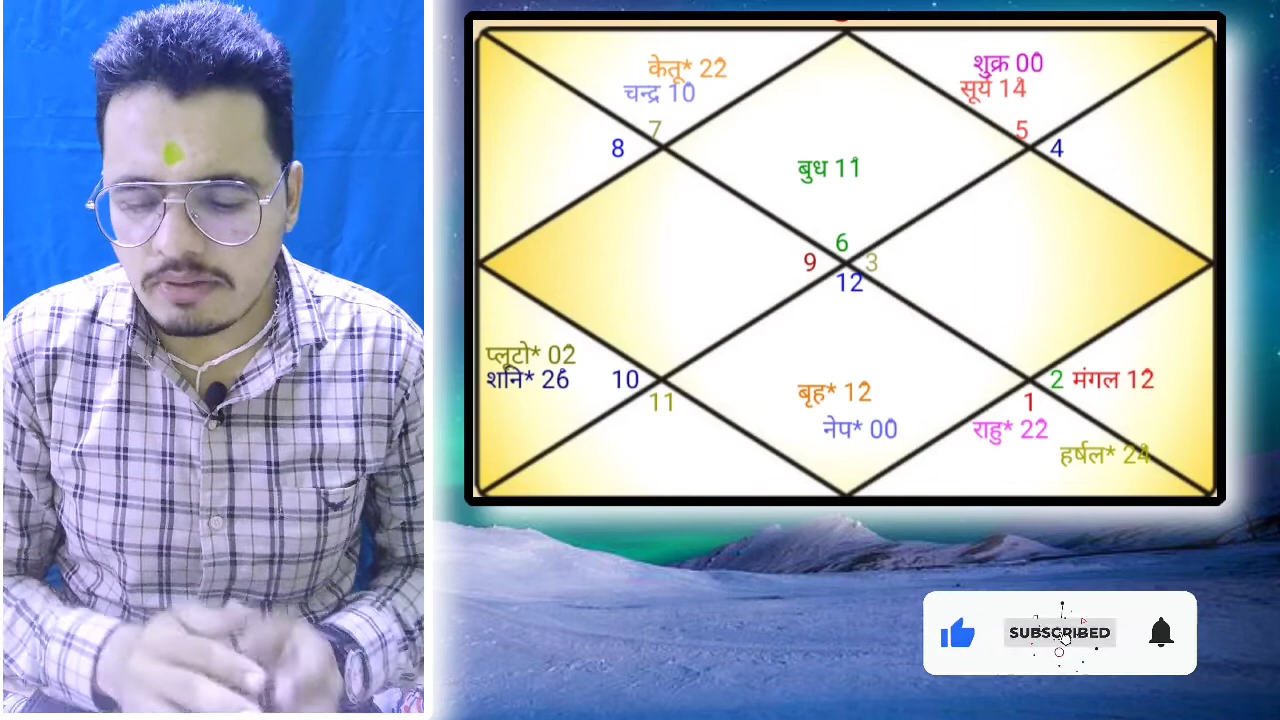 केतू* 22°
चन्द्र 10°
7
8
शुक्र 00°
सूर्य 14°
5
4
बुध 11°
6
9
3
12
प्लूटो* 02°
शनि* 26°
10
11
बृह* 12°
नेप* 00°
2 मंगल 12°
1
राहु* 22°
हर्षल* 24°
SUBSCRIBED